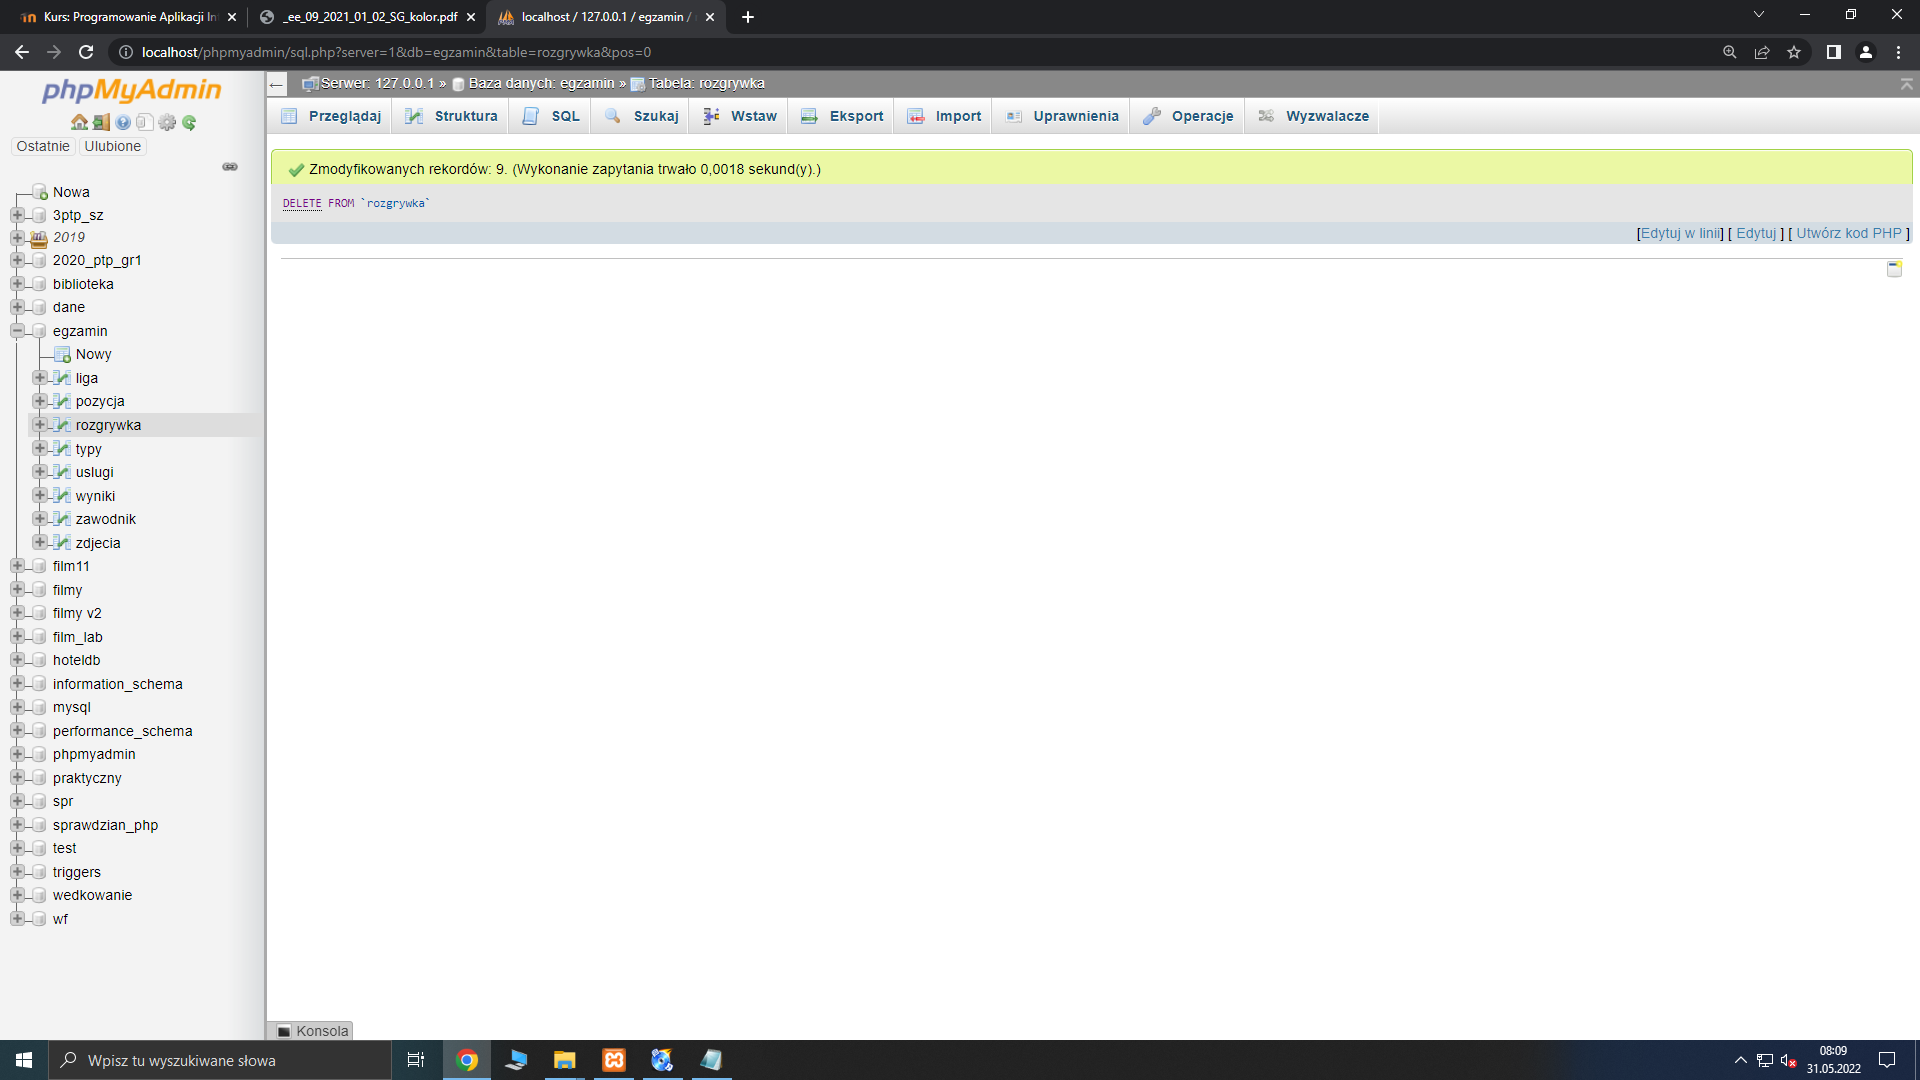 Kurs: Programowanie Aplikacji In
_ee_09_2021_01_02_SG_kolor.pdf
localhost / 127.0.0.1 / egzamin /
localhost/phpmyadmin/sql.php?server=1&db=egzamin&table=rozgrywka&pos=0
phpMyAdmin
Ostatnie
Ulubione
Nowa
3ptp_sz
2019
2020_ptp_gr1
biblioteka
dane
egzamin
Nowy
liga
pozycja
rozgrywka
typy
uslugi
wyniki
zawodnik
zdjecia
film11
filmy
filmy v2
film_lab
hoteldb
information_schema
mysql
performance_schema
phpmyadmin
praktyczny
spr
sprawdzian_php
test
triggers
wedkowanie
wf
Serwer: 127.0.0.1 » Baza danych: egzamin » Tabela: rozgrywka
Przeglądaj Struktura SQL Szukaj Wstaw Eksport Import Uprawnienia Operacje Wyzwalacze
Zmodyfikowanych rekordów: 9. (Wykonanie zapytania trwało 0,0018 sekund(y).)
DELETE FROM `rozgrywka`
[Edytuj w linii] [ Edytuj ] [ Utwórz kod PHP ]
Konsola
Wpisz tu wyszukiwane słowa
08:09
31.05.2022